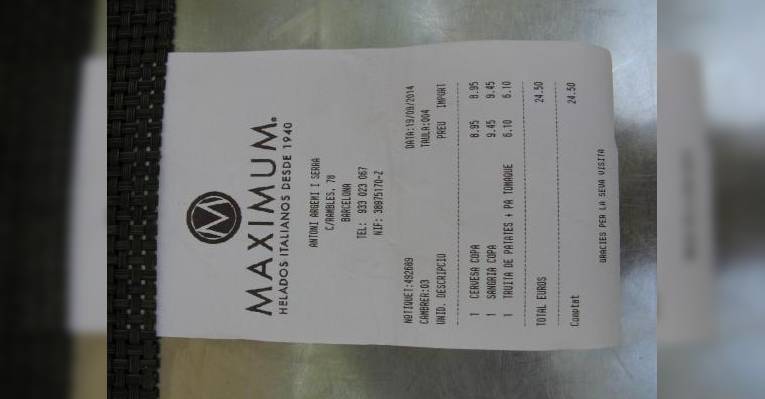 M
MAXIMUM®
HELADOS ITALIANOS DESDE 1940
ANTONI ARGEMI I SERRA
C/RAMBLES, 78
BARCELONA
TEL: 933 023 067
NIF: 38975170-Z
NºTIQUET:492689 DATA:19/08/2014
CAMBRER:03 TAULA:004
UNID. DESCRIPCIO PREU IMPORT
1 CERVESA COPA 8.95 8.95
1 SANGRIA COPA 9.45 9.45
1 TRUITA DE PATATES + PA TOMAQUE 6.10 6.10
TOTAL EUROS 24.50
Comptat 24.50
GRACIES PER LA SEVA VISITA